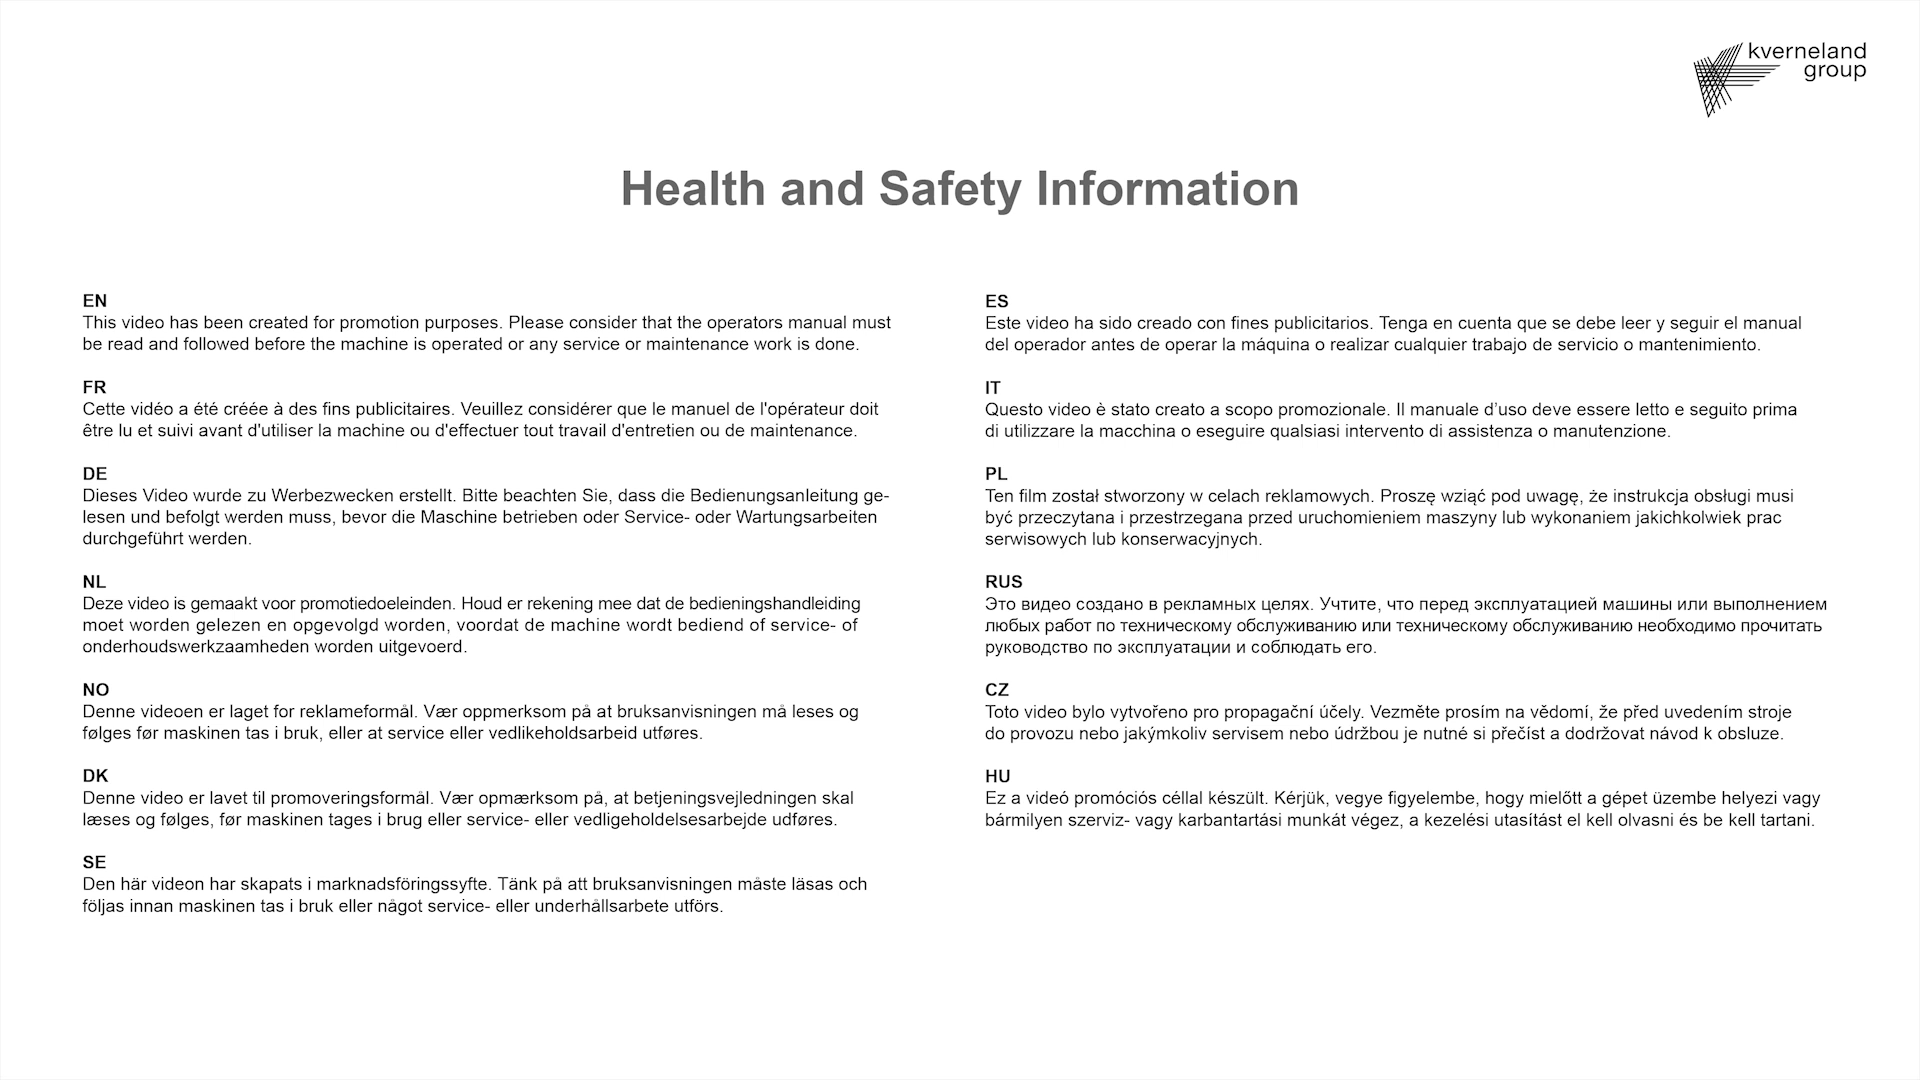 kverneland
group
Health and Safety Information
EN
This video has been created for promotion purposes. Please consider that the operators manual must
be read and followed before the machine is operated or any service or maintenance work is done.
FR
Cette vidéo a été créée à des fins publicitaires. Veuillez considérer que le manuel de l'opérateur doit
être lu et suivi avant d'utiliser la machine ou d'effectuer tout travail d'entretien ou de maintenance.
DE
Dieses Video wurde zu Werbezwecken erstellt. Bitte beachten Sie, dass die Bedienungsanleitung ge-
lesen und befolgt werden muss, bevor die Maschine betrieben oder Service- oder Wartungsarbeiten
durchgeführt werden.
NL
Deze video is gemaakt voor promotiedoeleinden. Houd er rekening mee dat de bedieningshandleiding
moet worden gelezen en opgevolgd worden, voordat de machine wordt bediend of service- of
onderhoudswerkzaamheden worden uitgevoerd.
NO
Denne videoen er laget for reklameformål. Vær oppmerksom på at bruksanvisningen må leses og
følges før maskinen tas i bruk, eller at service eller vedlikeholdsarbeid utføres.
DK
Denne video er lavet til promoveringsformål. Vær opmærksom på, at betjeningsvejledningen skal
læses og følges, før maskinen tages i brug eller service- eller vedligeholdelsesarbejde udføres.
SE
Den här videon har skapats i marknadsföringssyfte. Tänk på att bruksanvisningen måste läsas och
följas innan maskinen tas i bruk eller något service- eller underhållsarbete utförs.
ES
Este video ha sido creado con fines publicitarios. Tenga en cuenta que se debe leer y seguir el manual
del operador antes de operar la máquina o realizar cualquier trabajo de servicio o mantenimiento.
IT
Questo video è stato creato a scopo promozionale. Il manuale d’uso deve essere letto e seguito prima
di utilizzare la macchina o eseguire qualsiasi intervento di assistenza o manutenzione.
PL
Ten film został stworzony w celach reklamowych. Proszę wziąć pod uwagę, że instrukcja obsługi musi
być przeczytana i przestrzegana przed uruchomieniem maszyny lub wykonaniem jakichkolwiek prac
serwisowych lub konserwacyjnych.
RUS
Это видео создано в рекламных целях. Учтите, что перед эксплуатацией машины или выполнением
любых работ по техническому обслуживанию или техническому обслуживанию необходимо прочитать
руководство по эксплуатации и соблюдать его.
CZ
Toto video bylo vytvořeno pro propagační účely. Vezměte prosím na vědomí, že před uvedením stroje
do provozu nebo jakýmkoliv servisem nebo údržbou je nutné si přečíst a dodržovat návod k obsluze.
HU
Ez a videó promóciós céllal készült. Kérjük, vegye figyelembe, hogy mielőtt a gépet üzembe helyezi vagy
bármilyen szerviz- vagy karbantartási munkát végez, a kezelési utasítást el kell olvasni és be kell tartani.